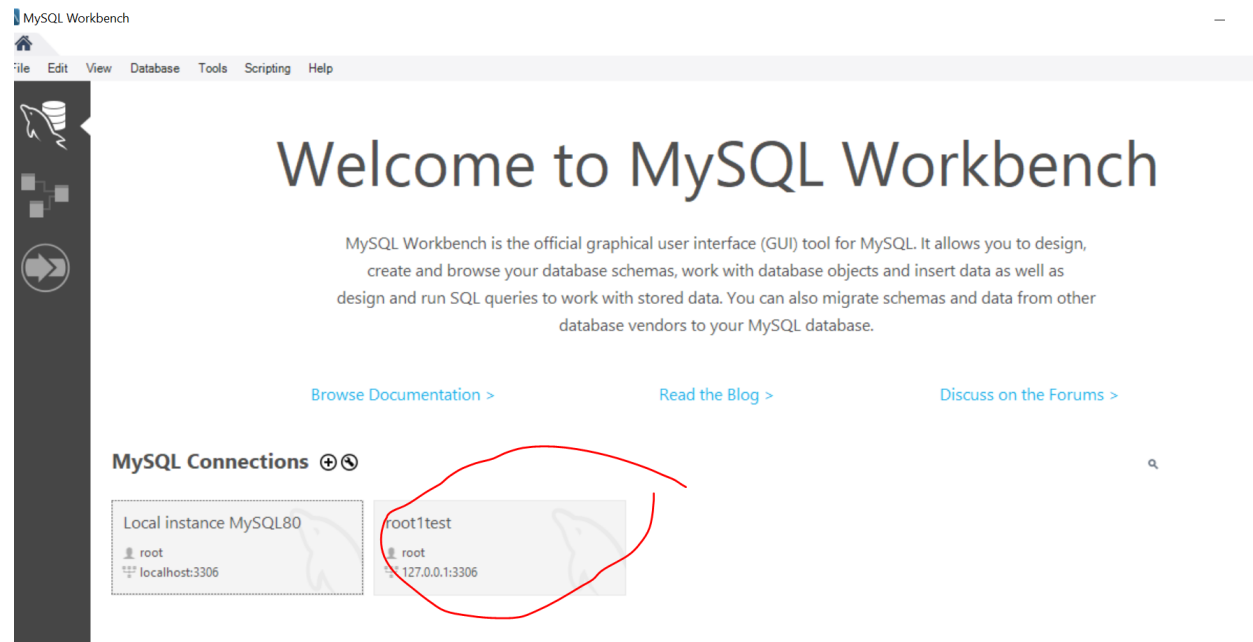 MySQL Workbench
File Edit View Database Tools Scripting Help
Welcome to MySQL Workbench
MySQL Workbench is the official graphical user interface (GUI) tool for MySQL. It allows you to design,
create and browse your database schemas, work with database objects and insert data as well as
design and run SQL queries to work with stored data. You can also migrate schemas and data from other
database vendors to your MySQL database.
Browse Documentation > Read the Blog > Discuss on the Forums >
MySQL Connections
Local instance MySQL80
root
localhost:3306
root1test
root
127.0.0.1:3306